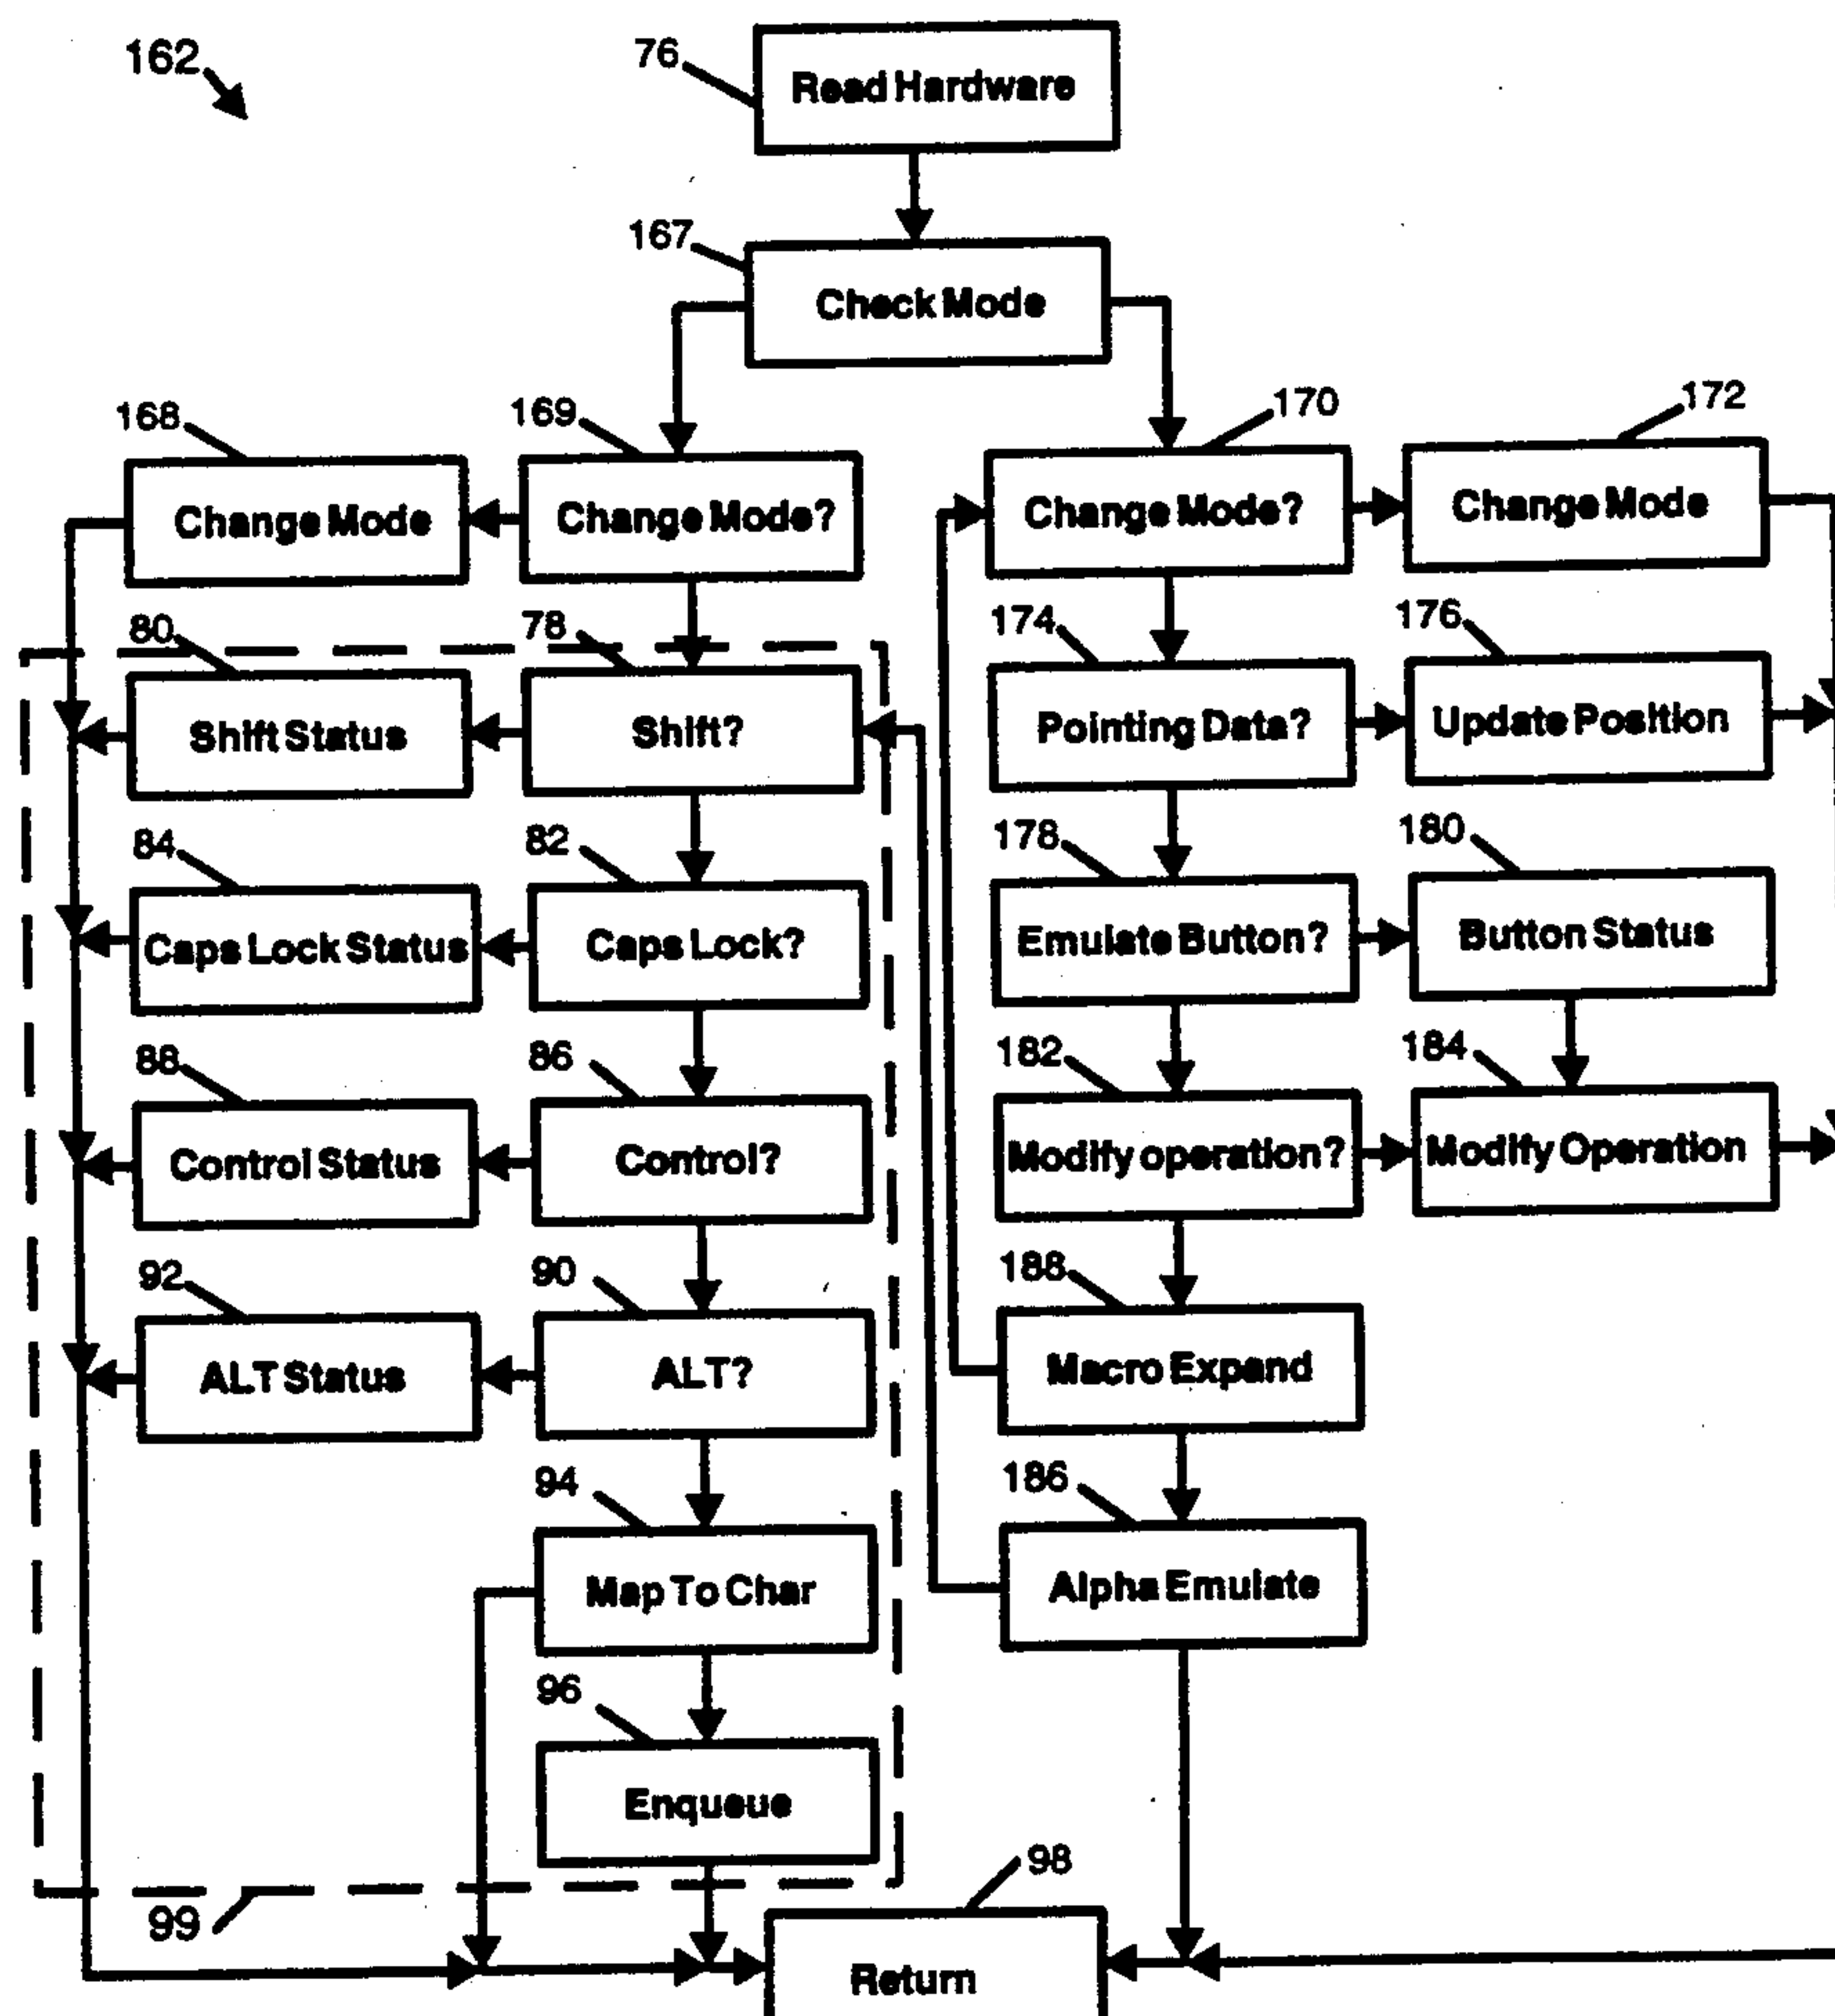 162
76
Read Hardware
167
Check Mode
168
169
170
172
Change Mode
Change Mode?
Change Mode?
Change Mode
80
78
174
176
Shift Status
Shift?
Pointing Data?
Update Position
84
82
178
180
Caps Lock Status
Caps Lock?
Emulate Button?
Button Status
88
86
182
184
Control Status
Control?
Modify operation?
Modify Operation
92
90
188
ALT Status
ALT?
Macro Expand
94
186
Map To Char
Alpha Emulate
96
Enqueue
98
99
Return